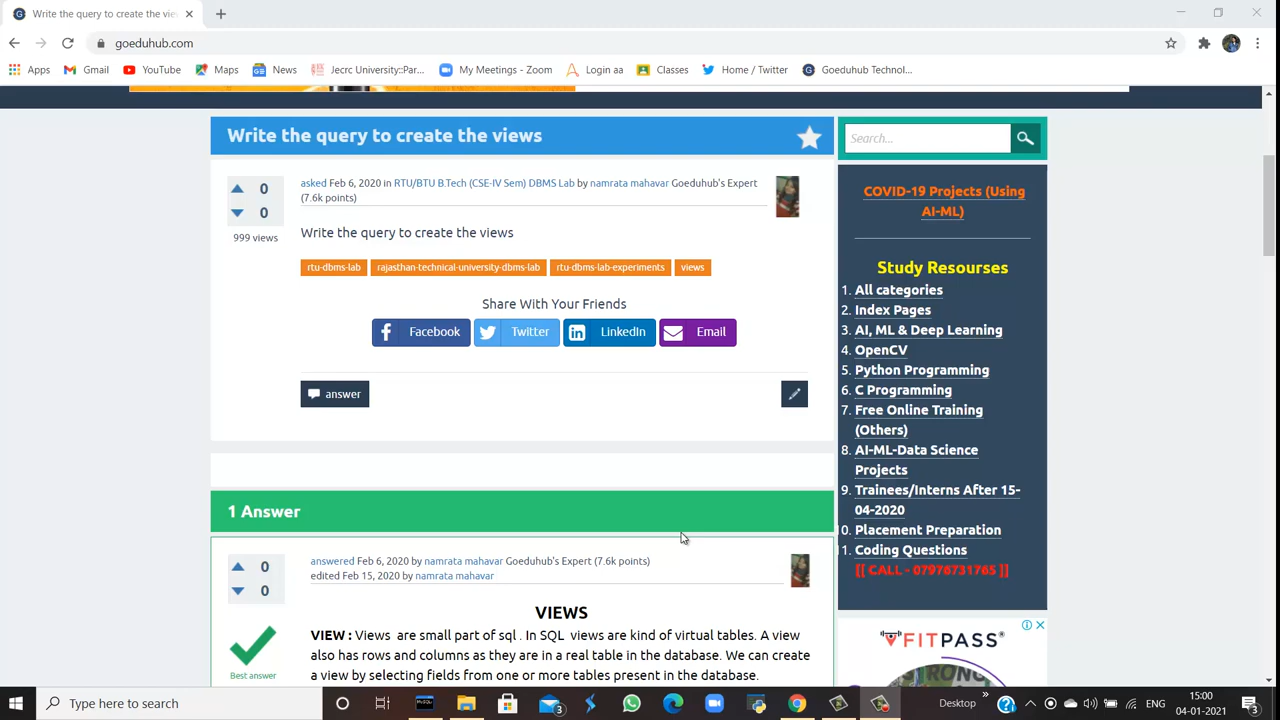 Write the query to create the vie
goeduhub.com
Apps
Gmail
YouTube
Maps
News
Jecrc University::Par...
My Meetings - Zoom
Login aa
Classes
Home / Twitter
Goeduhub Technol...
Write the query to create the views
asked Feb 6, 2020 in RTU/BTU B.Tech (CSE-IV Sem) DBMS Lab by namrata mahavar Goeduhub's Expert
(7.6k points)
0
0
999 views
Write the query to create the views
rtu-dbms-lab rajasthan-technical-university-dbms-lab rtu-dbms-lab-experiments views
Share With Your Friends
Facebook Twitter LinkedIn Email
answer
1 Answer
answered Feb 6, 2020 by namrata mahavar Goeduhub's Expert (7.6k points)
edited Feb 15, 2020 by namrata mahavar
0
0
Best answer
VIEWS
VIEW : Views are small part of sql . In SQL views are kind of virtual tables. A view
also has rows and columns as they are in a real table in the database. We can create
a view by selecting fields from one or more tables present in the database.
Search...
COVID-19 Projects (Using
AI-ML)
Study Resourses
1. All categories
2. Index Pages
3. AI, ML & Deep Learning
4. OpenCV
5. Python Programming
6. C Programming
7. Free Online Training
(Others)
8. AI-ML-Data Science
Projects
9. Trainees/Interns After 15-
04-2020
0. Placement Preparation
1. Coding Questions
[[ CALL - 07976731765 ]]
FITPASS
STRONG
Type here to search
3
Desktop
»
ENG
15:00
04-01-2021
3